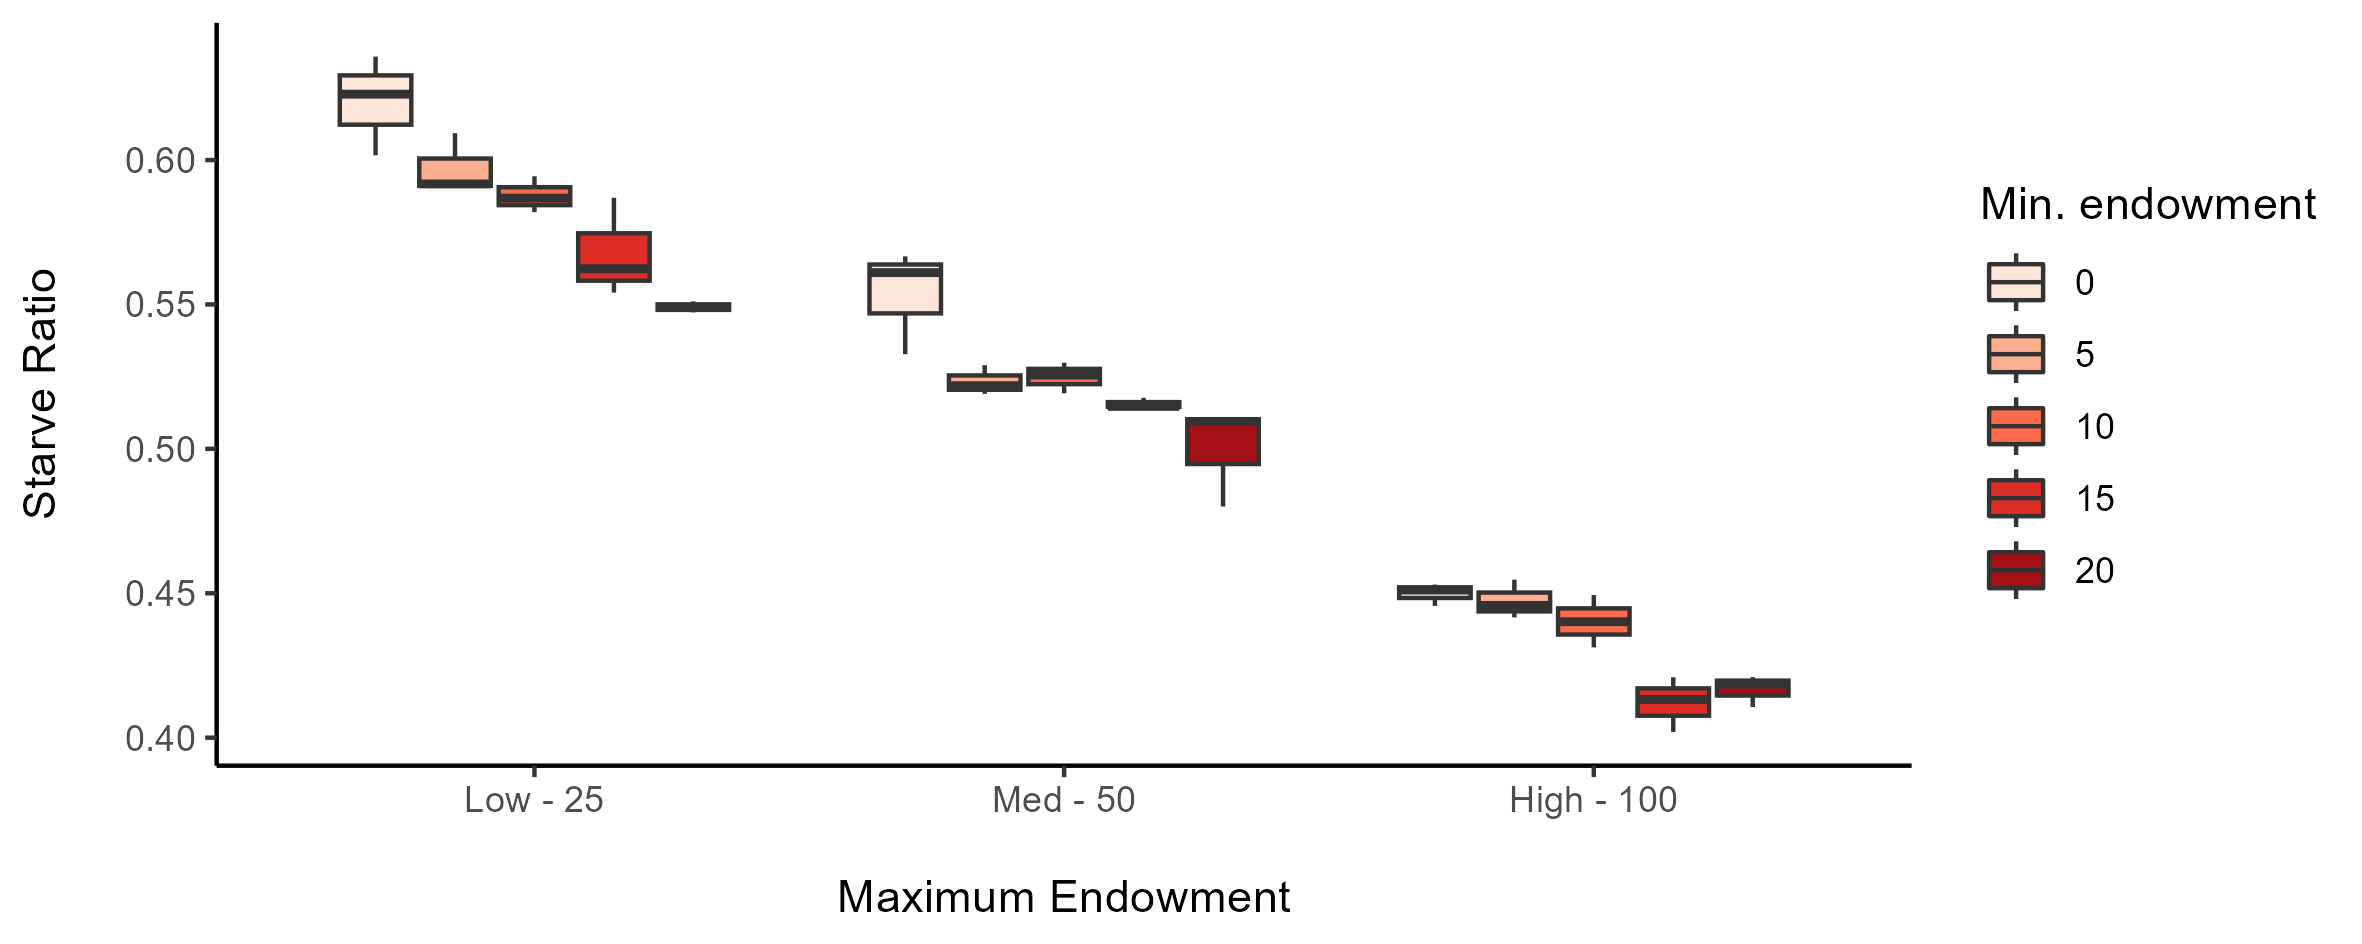 Starve Ratio
0.60
0.55
0.50
0.45
0.40
Low - 25
Med - 50
High - 100
Maximum Endowment
Min. endowment
0
5
10
15
20